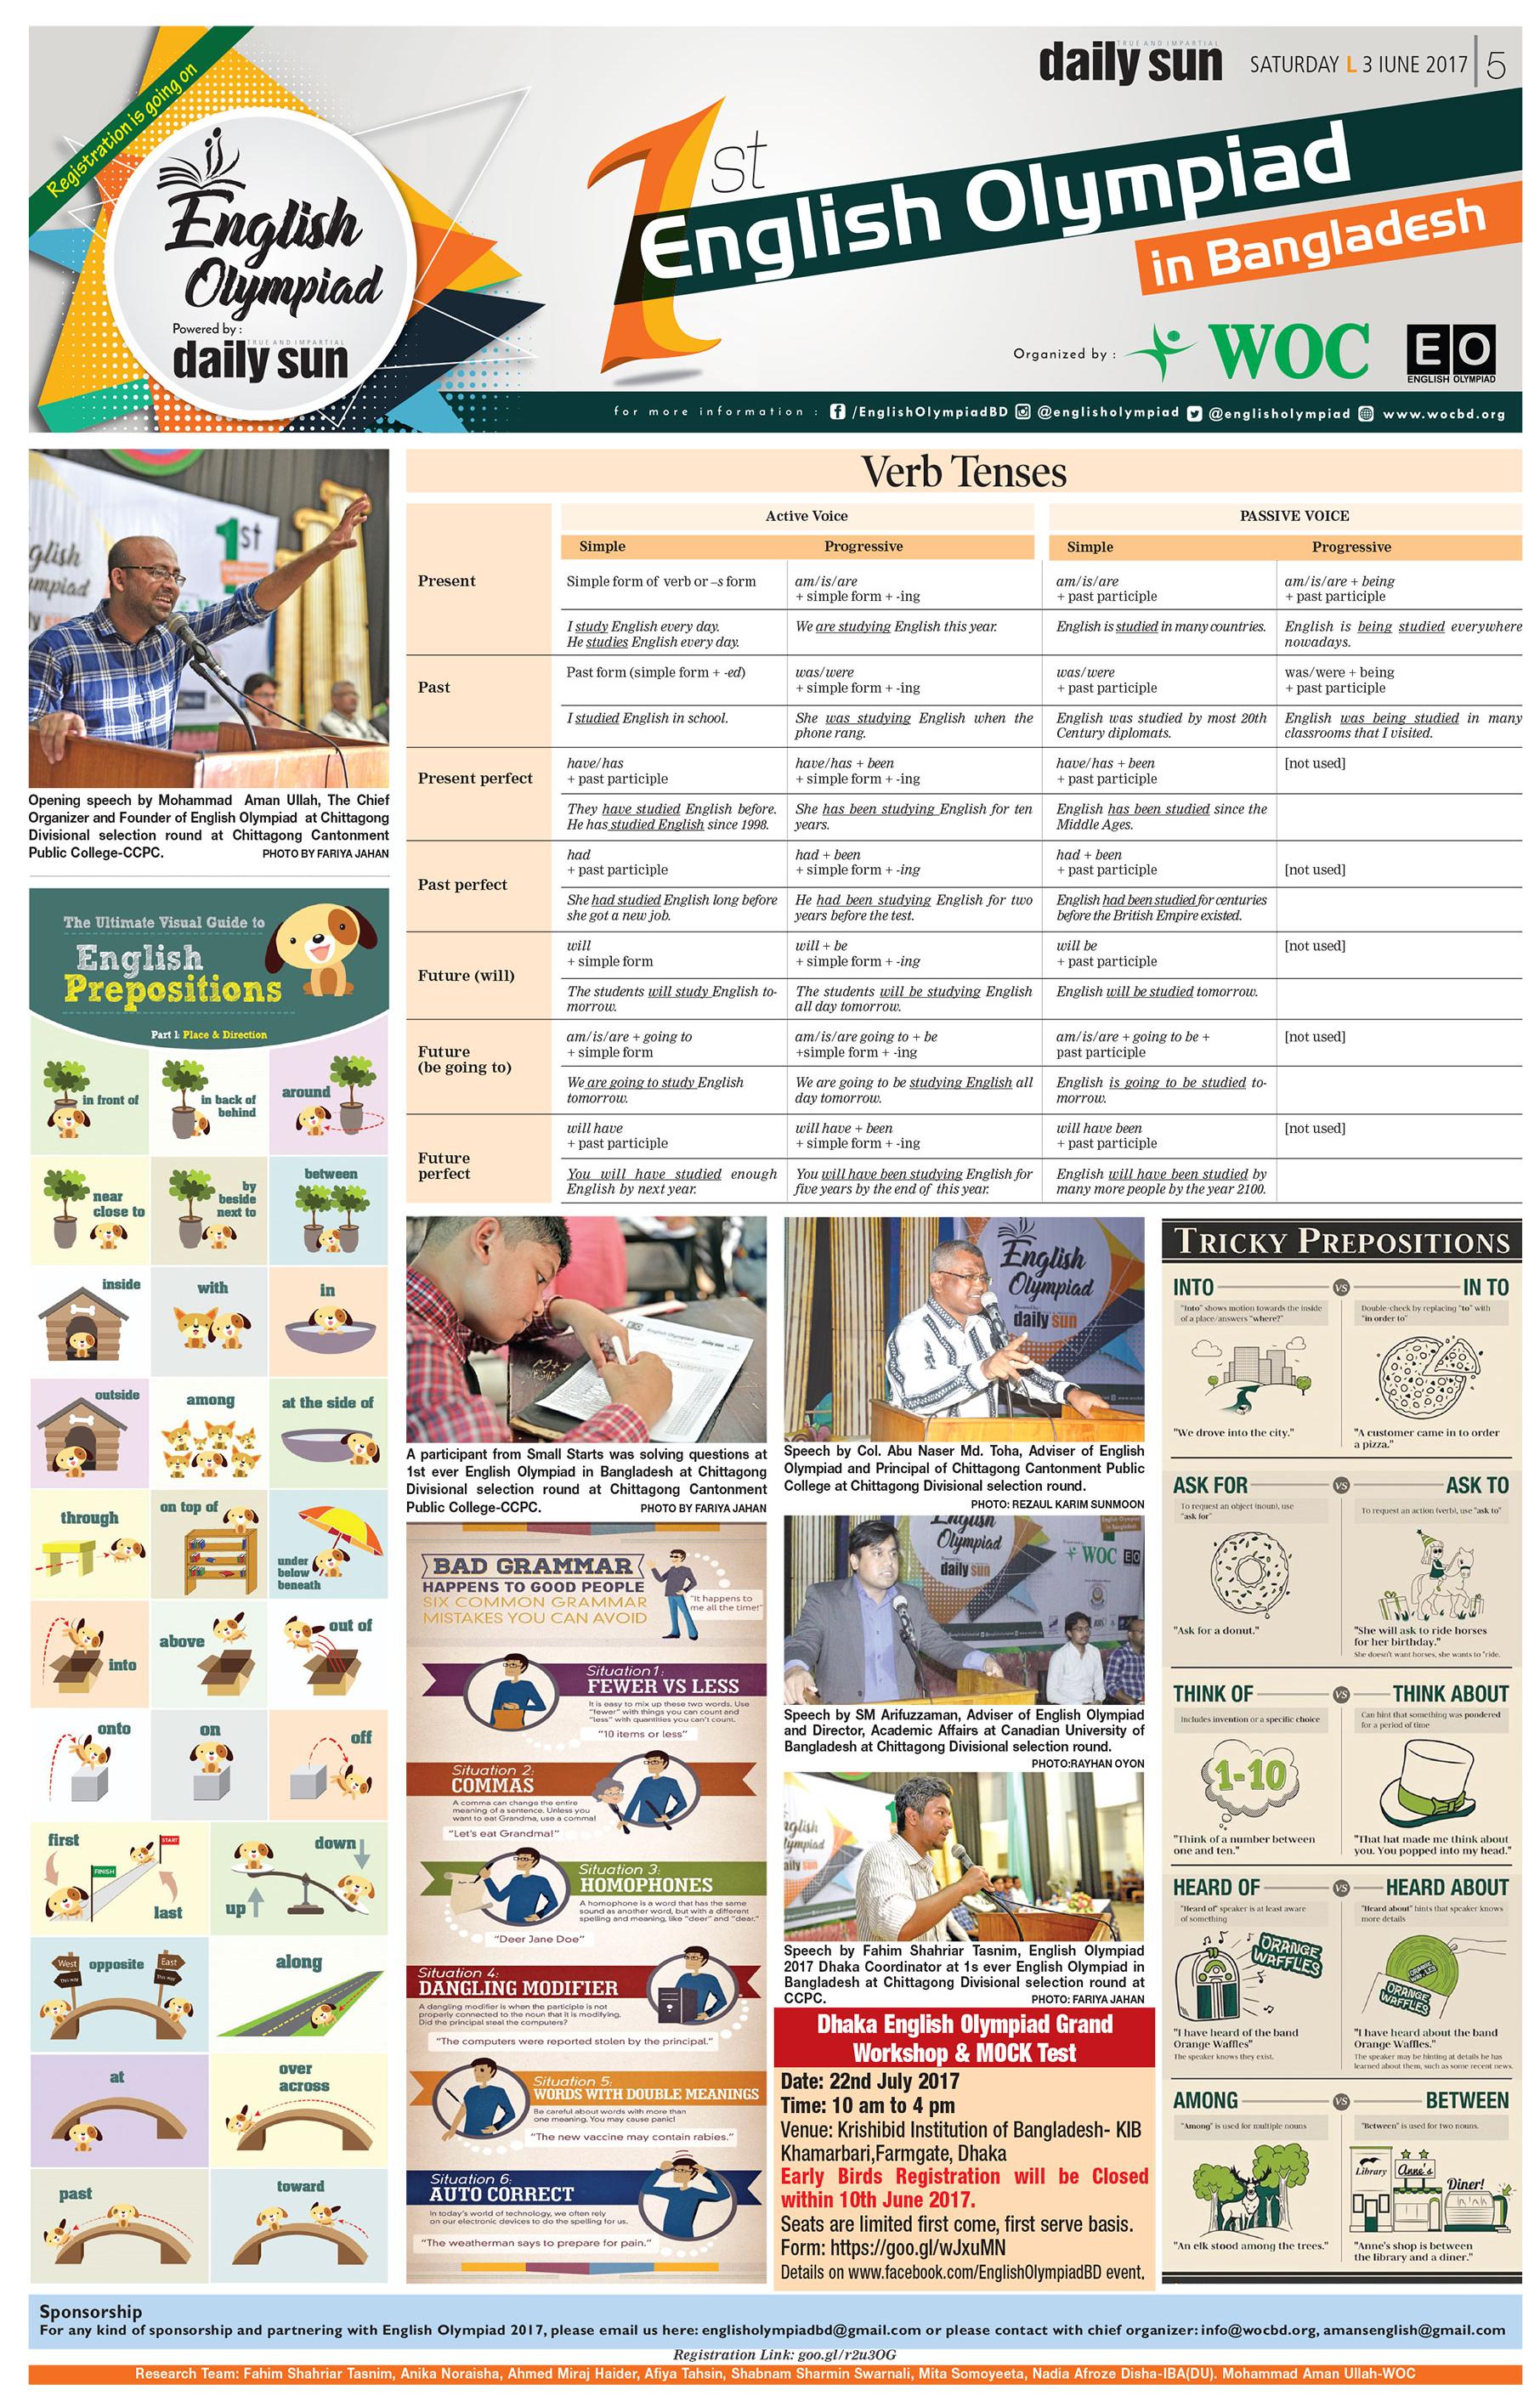 daily sun
TRUE AND IMPARTIAL
SATURDAY L 3 IUNE 2017 5
Registration is going on
English
Olympiad
Powered by :
TRUE AND IMPARTIAL
daily sun
1st
English Olympiad
in Bangladesh
Organized by : WOC EO
ENGLISH OLYMPIAD
for more information : /EnglishOlympiadBD @englisholympiad @englisholympiad www.wocbd.org
Opening speech by Mohammad Aman Ullah, The Chief
Organizer and Founder of English Olympiad at Chittagong
Divisional selection round at Chittagong Cantonment
Public College-CCPC. PHOTO BY FARIYA JAHAN
The Ultimate Visual Guide to
English
Prepositions
Part 1: Place & Direction
in front of
in back of
behind
around
near
close to
by
beside
next to
between
inside
with
in
outside
among
at the side of
through
on top of
under
below
beneath
into
above
out of
onto
on
off
first
START
FINISH
last
down
up
West
This way
opposite
East
This way
along
at
over
across
past
toward
Verb Tenses
Active Voice PASSIVE VOICE
Simple Progressive Simple Progressive
Present
Simple form of verb or –s form
am/is/are
+ simple form + -ing
am/is/are
+ past participle
am/is/are + being
+ past participle
I study English every day.
He studies English every day.
We are studying English this year.
English is studied in many countries.
English is being studied everywhere
nowadays.
Past
Past form (simple form + -ed)
was/were
+ simple form + -ing
was/were
+ past participle
was/were + being
+ past participle
I studied English in school.
She was studying English when the
phone rang.
English was studied by most 20th
Century diplomats.
English was being studied in many
classrooms that I visited.
Present perfect
have/has
+ past participle
have/has + been
+ simple form + -ing
have/has + been
+ past participle
[not used]
They have studied English before.
He has studied English since 1998.
She has been studying English for ten
years.
English has been studied since the
Middle Ages.
Past perfect
had
+ past participle
had + been
+ simple form + -ing
had + been
+ past participle
[not used]
She had studied English long before
she got a new job.
He had been studying English for two
years before the test.
English had been studied for centuries
before the British Empire existed.
Future (will)
will
+ simple form
will + be
+ simple form + -ing
will be
+ past participle
[not used]
The students will study English to-
morrow.
The students will be studying English
all day tomorrow.
English will be studied tomorrow.
Future
(be going to)
am/is/are + going to
+ simple form
am/is/are going to + be
+simple form + -ing
am/is/are + going to be +
past participle
[not used]
We are going to study English
tomorrow.
We are going to be studying English all
day tomorrow.
English is going to be studied to-
morrow.
Future
perfect
will have
+ past participle
will have + been
+ simple form + -ing
will have been
+ past participle
[not used]
You will have studied enough
English by next year.
You will have been studying English for
five years by the end of this year.
English will have been studied by
many more people by the year 2100.
A participant from Small Starts was solving questions at
1st ever English Olympiad in Bangladesh at Chittagong
Divisional selection round at Chittagong Cantonment
Public College-CCPC. PHOTO BY FARIYA JAHAN
BAD GRAMMAR
HAPPENS TO GOOD PEOPLE
SIX COMMON GRAMMAR
MISTAKES YOU CAN AVOID
"It happens to
me all the time!"
Situation 1:
FEWER VS LESS
It is easy to mix up these two words. Use
"fewer" with things you can count and
"less" with quantities you can't count.
"10 items or less"
Situation 2:
COMMAS
A comma can change the entire
meaning of a sentence. Unless you
want to eat Grandma, use a comma!
"Let's eat Grandma!"
Situation 3:
HOMOPHONES
A homophone is a word that has the same
sound as another word, but with a different
spelling and meaning, like "deer" and "dear."
"Deer Jane Doe"
Situation 4:
DANGLING MODIFIER
A dangling modifier is when the participle is not
properly connected to the noun that it is modifying.
Did the principal steal the computers?
"The computers were reported stolen by the principal."
Situation 5:
WORDS WITH DOUBLE MEANINGS
Be careful about words with more than
one meaning. You may cause panic!
"The new vaccine may contain rabies."
Situation 6:
AUTO CORRECT
In today's world of technology, we often rely
on our electronic devices to do the spelling for us.
"The weatherman says to prepare for pain."
English
Olympiad
daily sun
Speech by Col. Abu Naser Md. Toha, Adviser of English
Olympiad and Principal of Chittagong Cantonment Public
College at Chittagong Divisional selection round.
PHOTO: REZAUL KARIM SUNMOON
English
Olympiad
daily sun
WOC EO
Speech by SM Arifuzzaman, Adviser of English Olympiad
and Director, Academic Affairs at Canadian University of
Bangladesh at Chittagong Divisional selection round.
PHOTO:RAYHAN OYON
Speech by Fahim Shahriar Tasnim, English Olympiad
2017 Dhaka Coordinator at 1s ever English Olympiad in
Bangladesh at Chittagong Divisional selection round at
CCPC. PHOTO: FARIYA JAHAN
Dhaka English Olympiad Grand
Workshop & MOCK Test
Date: 22nd July 2017
Time: 10 am to 4 pm
Venue: Krishibid Institution of Bangladesh- KIB
Khamarbari,Farmgate, Dhaka
Early Birds Registration will be Closed
within 10th June 2017.
Seats are limited first come, first serve basis.
Form: https://goo.gl/wJxuMN
Details on www.facebook.com/EnglishOlympiadBD event.
TRICKY PREPOSITIONS
INTO VS IN TO
"Into" shows motion towards the inside
of a place/answers "where?"
Double-check by replacing "to" with
"in order to"
"We drove into the city."
"A customer came in to order
a pizza."
ASK FOR VS ASK TO
To request an object (noun), use
"ask for"
To request an action (verb), use "ask to"
"Ask for a donut."
"She will ask to ride horses
for her birthday."
She doesn't want horses, she wants to "ride.
THINK OF VS THINK ABOUT
Includes invention or a specific choice
Can hint that something was pondered
for a period of time
1-10
"Think of a number between
one and ten."
"That hat made me think about
you. You popped into my head."
HEARD OF VS HEARD ABOUT
"Heard of" speaker is at least aware
of something
"Heard about" hints that speaker knows
more details
ORANGE
WAFFLES
ORANGE
WAFFLES
"I have heard of the band
Orange Waffles"
The speaker knows they exist.
"I have heard about the band
Orange Waffles."
The speaker may be hinting at details he has
learned about them, such as some recent news.
AMONG VS BETWEEN
"Among" is used for multiple nouns
"Between" is used for two nouns.
Library
Anne's
Diner!
"An elk stood among the trees."
"Anne's shop is between
the library and a diner."
Sponsorship
For any kind of sponsorship and partnering with English Olympiad 2017, please email us here: englisholympiadbd@gmail.com or please contact with chief organizer: info@wocbd.org, amansenglish@gmail.com
Registration Link: goo.gl/r2u3OG
Research Team: Fahim Shahriar Tasnim, Anika Noraisha, Ahmed Miraj Haider, Afiya Tahsin, Shabnam Sharmin Swarnali, Mita Somoyeeta, Nadia Afroze Disha-IBA(DU). Mohammad Aman Ullah-WOC